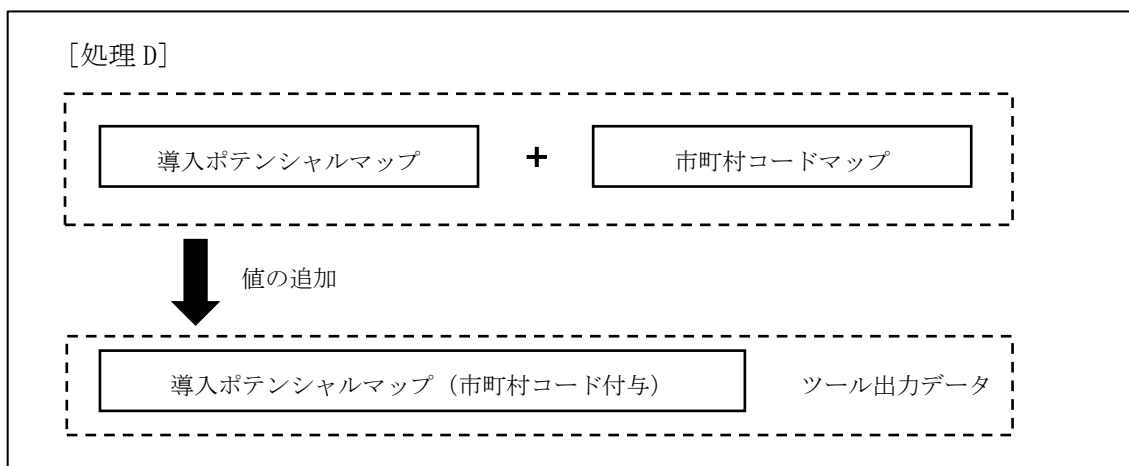 [処理 D]
導入ポテンシャルマップ + 市町村コードマップ
値の追加
導入ポテンシャルマップ（市町村コード付与） ツール出力データ